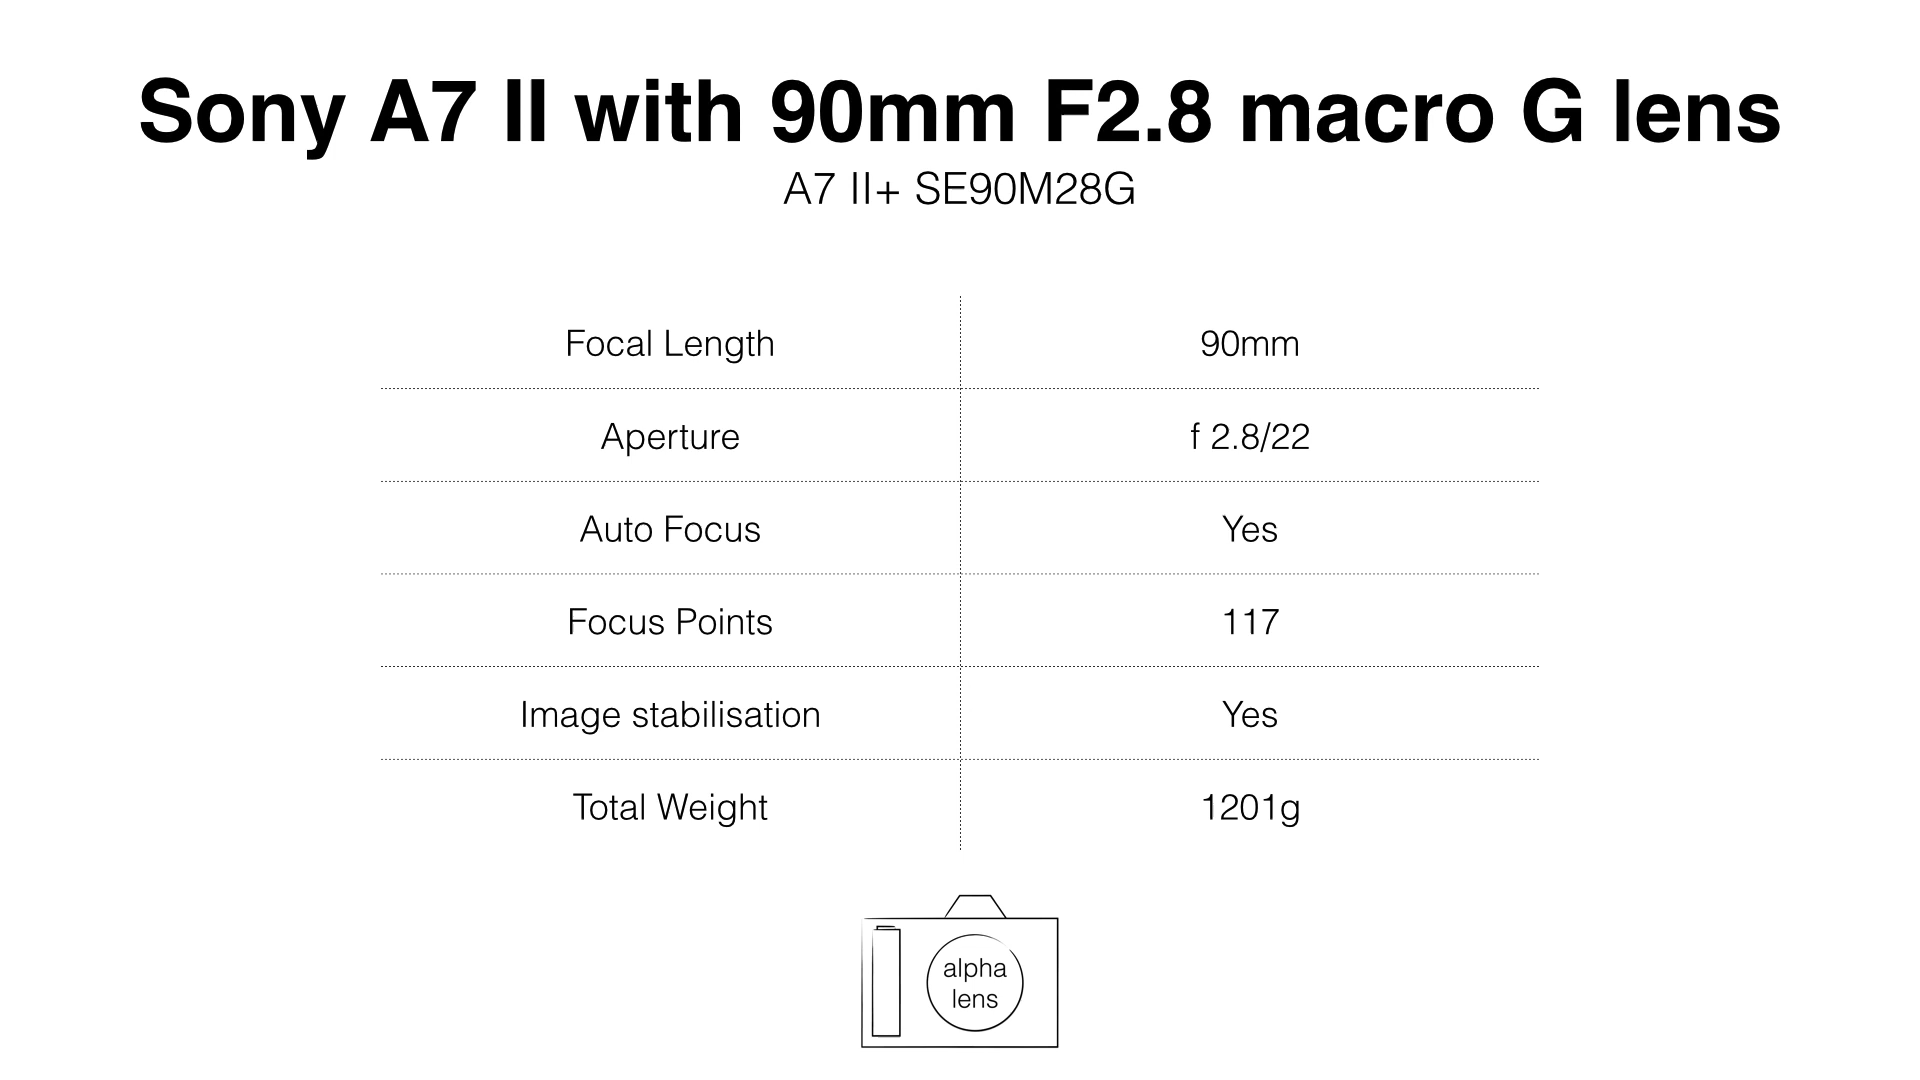 Sony A7 II with 90mm F2.8 macro G lens
A7 II+ SE90M28G
Focal Length 90mm
Aperture f 2.8/22
Auto Focus Yes
Focus Points 117
Image stabilisation Yes
Total Weight 1201g
alpha
lens